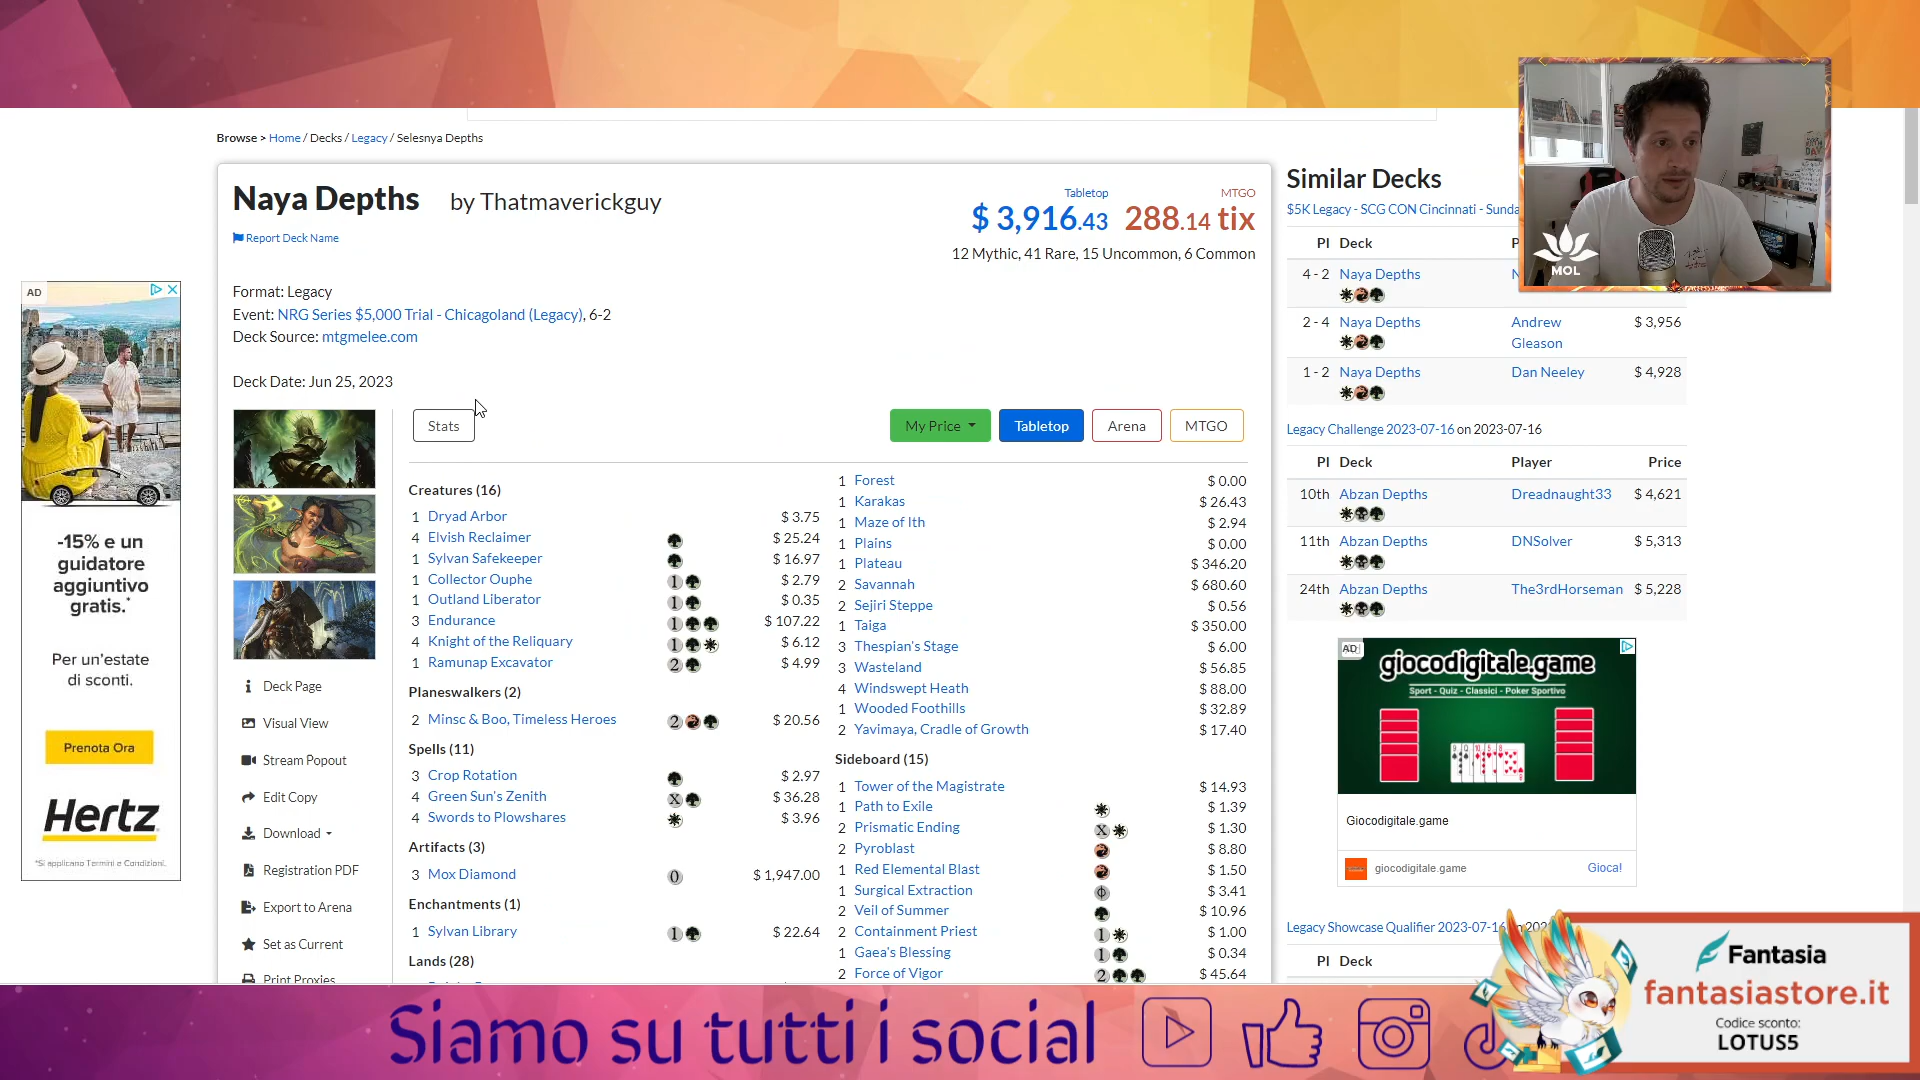 Browse > Home / Decks / Legacy / Selesnya Depths
Naya Depths by Thatmaverickguy
Report Deck Name
Tabletop MTGO
$ 3,916.43 288.14 tix
12 Mythic, 41 Rare, 15 Uncommon, 6 Common
Format: Legacy
Event: NRG Series $5,000 Trial - Chicagoland (Legacy), 6-2
Deck Source: mtgmelee.com
Deck Date: Jun 25, 2023
Stats
My Price Tabletop Arena MTGO
Creatures (16)
1 Dryad Arbor $ 3.75
4 Elvish Reclaimer $ 25.24
1 Sylvan Safekeeper $ 16.97
1 Collector Ouphe 1 $ 2.79
1 Outland Liberator 1 $ 0.35
3 Endurance 1 $ 107.22
4 Knight of the Reliquary 1 $ 6.12
1 Ramunap Excavator 2 $ 4.99
Planeswalkers (2)
2 Minsc & Boo, Timeless Heroes 2 $ 20.56
Spells (11)
3 Crop Rotation $ 2.97
4 Green Sun's Zenith X $ 36.28
4 Swords to Plowshares $ 3.96
Artifacts (3)
3 Mox Diamond 0 $ 1,947.00
Enchantments (1)
1 Sylvan Library 1 $ 22.64
Lands (28)
1 Forest $ 0.00
1 Karakas $ 26.43
1 Maze of Ith $ 2.94
1 Plains $ 0.00
1 Plateau $ 346.20
2 Savannah $ 680.60
2 Sejiri Steppe $ 0.56
1 Taiga $ 350.00
3 Thespian's Stage $ 6.00
3 Wasteland $ 56.85
4 Windswept Heath $ 88.00
1 Wooded Foothills $ 32.89
2 Yavimaya, Cradle of Growth $ 17.40
Sideboard (15)
1 Tower of the Magistrate $ 14.93
1 Path to Exile $ 1.39
2 Prismatic Ending X $ 1.30
2 Pyroblast $ 8.80
1 Red Elemental Blast $ 1.50
1 Surgical Extraction $ 3.41
2 Veil of Summer $ 10.96
2 Containment Priest 1 $ 1.00
1 Gaea's Blessing 1 $ 0.34
2 Force of Vigor 2 $ 45.64
Deck Page
Visual View
Stream Popout
Edit Copy
Download
Registration PDF
Export to Arena
Set as Current
Print Proxies
AD
-15% e un
guidatore
aggiuntivo
gratis.*
Per un'estate
di sconti.
Prenota Ora
Hertz
*Si applicano Termini e Condizioni.
Similar Decks
$5K Legacy - SCG CON Cincinnati - Sunda
Pl Deck P
4 - 2 Naya Depths N
2 - 4 Naya Depths Andrew Gleason $ 3,956
1 - 2 Naya Depths Dan Neeley $ 4,928
Legacy Challenge 2023-07-16 on 2023-07-16
Pl Deck Player Price
10th Abzan Depths Dreadnaught33 $ 4,621
11th Abzan Depths DNSolver $ 5,313
24th Abzan Depths The3rdHorseman $ 5,228
AD
giocodigitale.game
Sport - Quiz - Classici - Poker Sportivo
Giocodigitale.game
giocodigitale.game Gioca!
Legacy Showcase Qualifier 2023-07-16
Pl Deck
MOL
Siamo su tutti i social
Fantasia
fantasiastore.it
Codice sconto:
LOTUS5